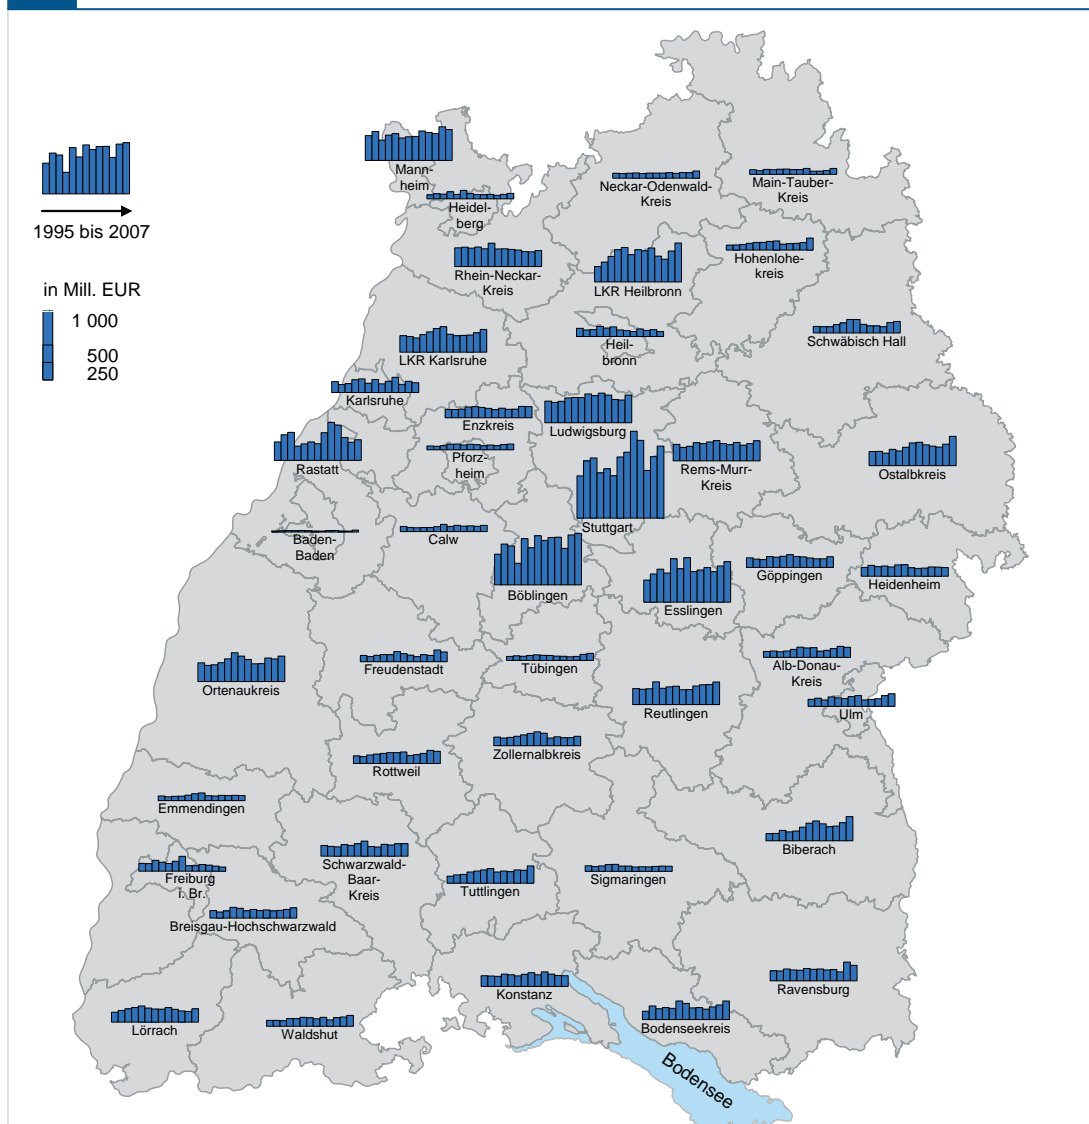 1995 bis 2007
in Mill. EUR
1 000
500
250
Mann-
heim
Heidel-
berg
Neckar-Odenwald-
Kreis
Main-Tauber-
Kreis
Rhein-Neckar-
Kreis
LKR Heilbronn
Hohenlohe-
kreis
LKR Karlsruhe
Heil-
bronn
Schwäbisch Hall
Karlsruhe
Enzkreis
Ludwigsburg
Rastatt
Pforz-
heim
Rems-Murr-
Kreis
Ostalbkreis
Stuttgart
Baden-
Baden
Calw
Böblingen
Esslingen
Göppingen
Heidenheim
Ortenaukreis
Freudenstadt
Tübingen
Reutlingen
Alb-Donau-
Kreis
Ulm
Rottweil
Zollernalbkreis
Emmendingen
Biberach
Freiburg
i. Br.
Schwarzwald-
Baar-
Kreis
Tuttlingen
Sigmaringen
Breisgau-Hochschwarzwald
Konstanz
Ravensburg
Lörrach
Waldshut
Bodenseekreis
Bodensee